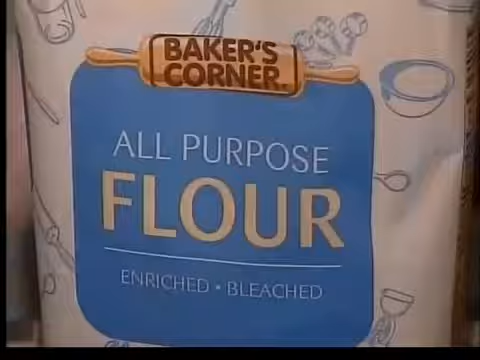 BAKER'S
CORNER.
ALL PURPOSE
FLOUR
ENRICHED • BLEACHED